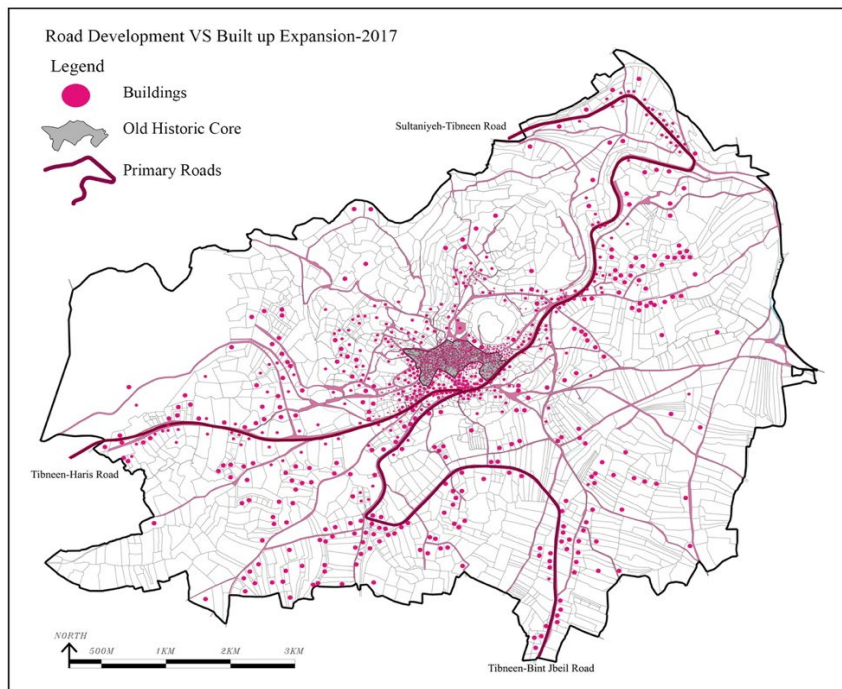 Road Development VS Built up Expansion-2017
Legend
Buildings
Old Historic Core
Primary Roads
Sultaniyeh-Tibneen Road
Tibneen-Haris Road
Tibneen-Bint Jbeil Road
NORTH
500M 1KM 2KM 3KM